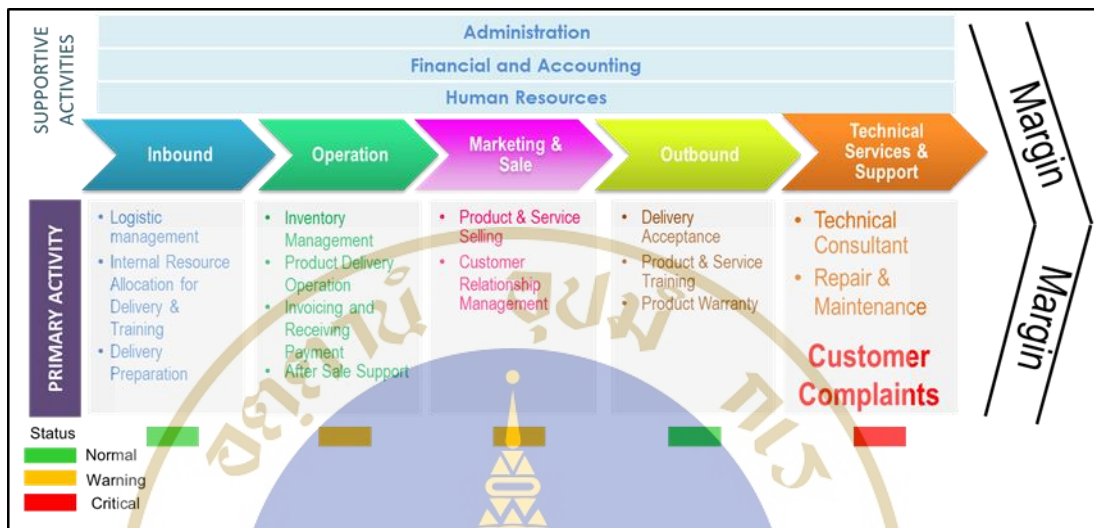 SUPPORTIVE
ACTIVITIES
Administration
Financial and Accounting
Human Resources
Inbound
Operation
Marketing &
Sale
Outbound
Technical
Services &
Support
Margin
Margin
PRIMARY ACTIVITY
• Logistic
management
• Internal Resource
Allocation for
Delivery &
Training
• Delivery
Preparation
• Inventory
Management
• Product Delivery
Operation
• Invoicing and
Receiving
Payment
• After Sale Support
• Product & Service
Selling
• Customer
Relationship
Management
• Delivery
Acceptance
• Product & Service
Training
• Product Warranty
• Technical
Consultant
• Repair &
Maintenance
Customer
Complaints
Status
Normal
Warning
Critical